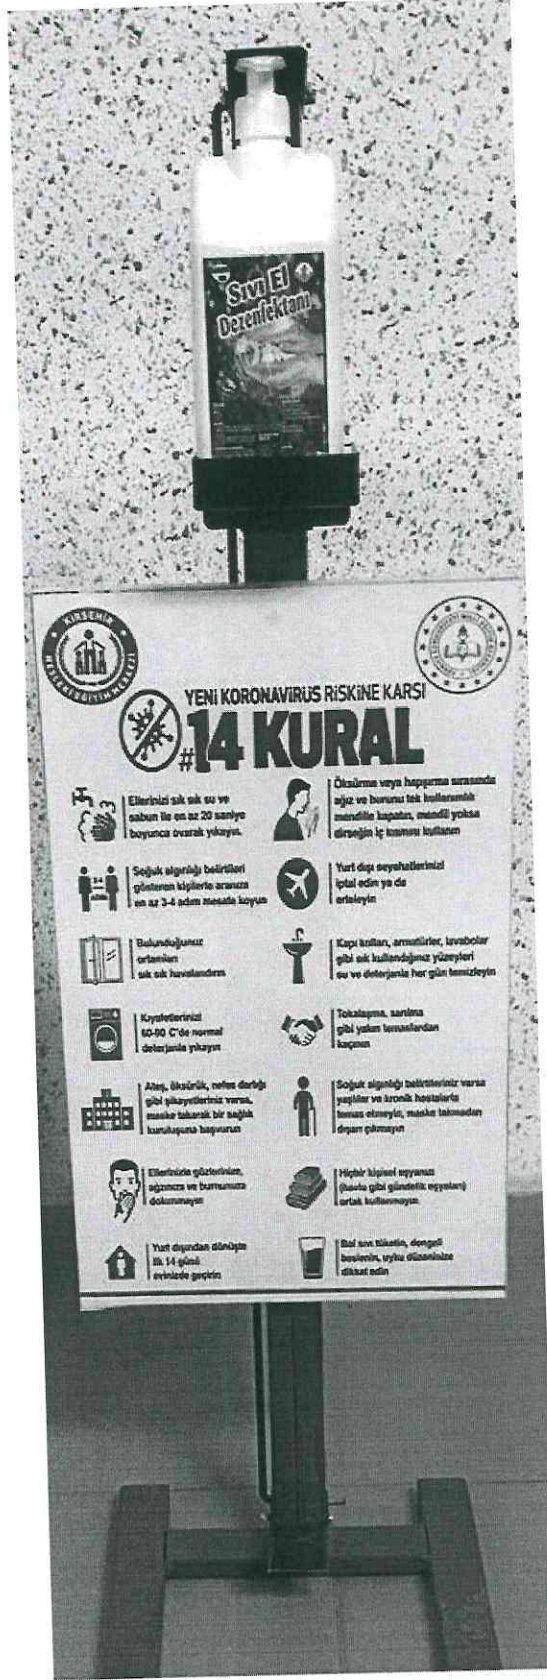 Sıvı El
Dezenfektanı
KIRŞEHİR
MESLEKİ EĞİTİM MERKEZİ
YENİ KORONAVİRÜS RİSKİNE KARŞI
#14 KURAL
Ellerinizi sık sık su ve
sabun ile en az 20 saniye
boyunca ovarak yıkayın.
Öksürme veya hapşırma sırasında
ağız ve burunu tek kullanımlık
mendille kapatın, mendil yoksa
dirseğin iç kısmını kullanın
Soğuk algınlığı belirtileri
gösteren kişilerle aranıza
en az 3-4 adım mesafe koyun
Yurt dışı seyahatlerinizi
iptal edin ya da
erteleyin
Bulunduğunuz
ortamları
sık sık havalandırın
Kapı kolları, armatürler, lavabolar
gibi sık kullandığınız yüzeyleri
su ve deterjanla her gün temizleyin
Kıyafetlerinizi
60-90 C'de normal
deterjanla yıkayın
Tokalaşma, sarılma
gibi yakın temaslardan
kaçının
Ateş, öksürük, nefes darlığı
gibi şikayetleriniz varsa,
maske takarak bir sağlık
kuruluşuna başvurun
Soğuk algınlığı belirtileriniz varsa
yaşlılar ve kronik hastalarla
temas etmeyin, maske takmadan
dışarı çıkmayın
Ellerinizle gözlerinize,
ağzınıza ve burnunuza
dokunmayın
Hiçbir kişisel eşyanızı
(havlu gibi gündelik eşyaları)
ortak kullanmayın
Yurt dışından dönüşte
ilk 14 günü
evinizde geçirin
Bol sıvı tüketin, dengeli
beslenin, uyku düzeninize
dikkat edin